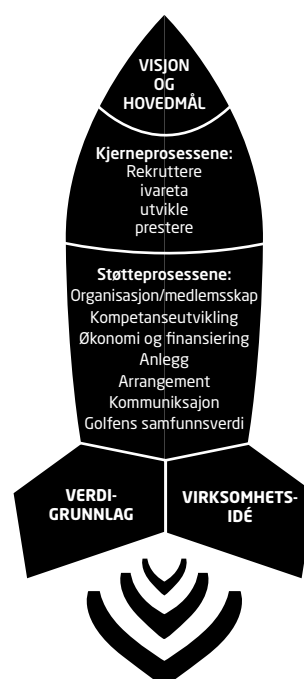 VISJON
OG
HOVEDMÅL
Kjerneprosessene:
Rekruttere
ivareta
utvikle
prestere
Støtteprosessene:
Organisasjon/medlemsskap
Kompetanseutvikling
Økonomi og finansiering
Anlegg
Arrangement
Kommuniksajon
Golfens samfunnsverdi
VERDI-
GRUNNLAG
VIRKSOMHETS-
IDÉ